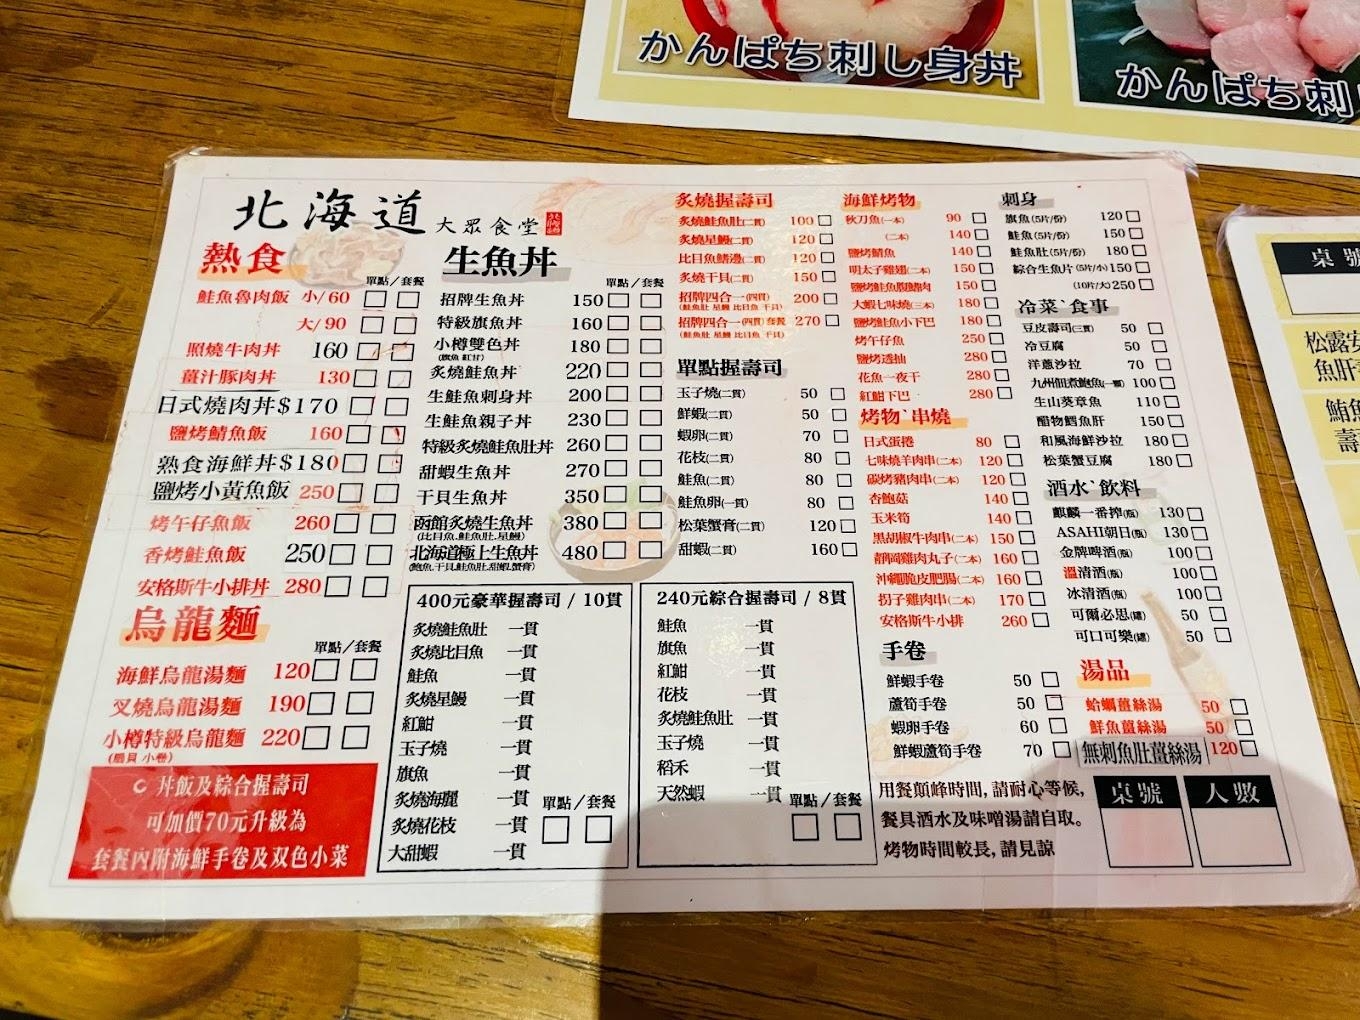 かんぱち刺し身丼
かんぱち刺し
北海道 大眾食堂
熱食
單點/套餐
鮭魚魯肉飯 小/60
大/90
照燒牛肉丼 160
薑汁豚肉丼 130
日式燒肉丼$170
鹽烤鯖魚飯 160
熟食海鮮丼$180
鹽烤小黃魚飯 250
烤午仔魚飯 260
香烤鮭魚飯 250
安格斯牛小排丼 280
烏龍麵
單點/套餐
海鮮烏龍湯麵 120
叉燒烏龍湯麵 190
小樽特級烏龍麵 220
(扇貝 小卷)
丼飯及綜合握壽司
可加價70元升級為
套餐內附海鮮手卷及双色小菜
生魚丼
單點/套餐
招牌生魚丼 150
特級旗魚丼 160
小樽雙色丼 180
(旗魚 紅甘)
炙燒鮭魚丼 220
生鮭魚刺身丼 200
生鮭魚親子丼 230
特級炙燒鮭魚肚丼 260
甜蝦生魚丼 270
干貝生魚丼 350
函館炙燒生魚丼 380
(比目魚.鮭魚肚.星鰻)
北海道極上生魚丼 480
(鮑魚.干貝.鮭魚肚.甜蝦.蟹膏)
400元豪華握壽司 / 10貫
炙燒鮭魚肚 一貫
炙燒比目魚 一貫
鮭魚 一貫
炙燒星鰻 一貫
紅魽 一貫
玉子燒 一貫
旗魚 一貫
炙燒海鱺 一貫
炙燒花枝 一貫
大甜蝦 一貫
單點/套餐
炙燒握壽司
炙燒鮭魚肚(二貫) 100
炙燒星鰻(二貫) 120
比目魚鰭邊(二貫) 120
炙燒干貝(二貫) 150
招牌四合一(四貫) 200
(鮭魚肚 星鰻 比目魚 干貝)
招牌四合一(四貫)套餐 270
(鮭魚肚 星鰻 比目魚 干貝)
單點握壽司
玉子燒(二貫) 50
鮮蝦(二貫) 50
蝦卵(二貫) 70
花枝(二貫) 80
鮭魚(二貫) 80
鮭魚卵(一貫) 80
松葉蟹膏(二貫) 120
甜蝦(二貫) 160
240元綜合握壽司 / 8貫
鮭魚 一貫
旗魚 一貫
紅魽 一貫
花枝 一貫
炙燒鮭魚肚 一貫
玉子燒 一貫
稻禾 一貫
天然蝦 一貫
單點/套餐
海鮮烤物
秋刀魚(一本) 90
(二本) 140
鹽烤鯖魚 140
明太子雞翅(二本) 150
鹽烤鮭魚腹鰭肉 150
大蝦七味燒(三本) 180
鹽烤鮭魚小下巴 180
烤午仔魚 250
鹽烤透抽 280
花魚一夜干 280
紅魽下巴 280
烤物、串燒
日式蛋捲 80
七味燒羊肉串(二本) 120
碳烤豬肉串(二本) 120
杏鮑菇 140
玉米筍 140
黑胡椒牛肉串(二本) 150
靜岡雞肉丸子(二本) 160
沖繩脆皮肥腸(二本) 160
拐子雞肉串(二本) 170
安格斯牛小排 260
手卷
鮮蝦手卷 50
蘆筍手卷 50
蝦卵手卷 60
鮮蝦蘆筍手卷 70
用餐顛峰時間,請耐心等候,
餐具酒水及味噌湯請自取。
烤物時間較長,請見諒
刺身
旗魚(5片/份) 120
鮭魚(5片/份) 150
鮭魚肚(5片/份) 180
綜合生魚片(5片/小) 150
(10片/大) 250
冷菜、食事
豆皮壽司(三貫) 50
冷豆腐 50
洋蔥沙拉 70
九州佃煮鮑魚(一顆) 100
生山葵章魚 110
醋物鱈魚肝 150
和風海鮮沙拉 180
松葉蟹豆腐 180
酒水、飲料
麒麟一番搾(瓶) 130
ASAHI朝日(瓶) 130
金牌啤酒(瓶) 100
溫清酒(瓶) 100
冰清酒(瓶) 100
可爾必思(罐) 50
可口可樂(罐) 50
湯品
蛤蠣薑絲湯 50
鮮魚薑絲湯 50
無刺魚肚薑絲湯 120
桌號 人數
桌號
松露安
魚肝
鮪魚
壽